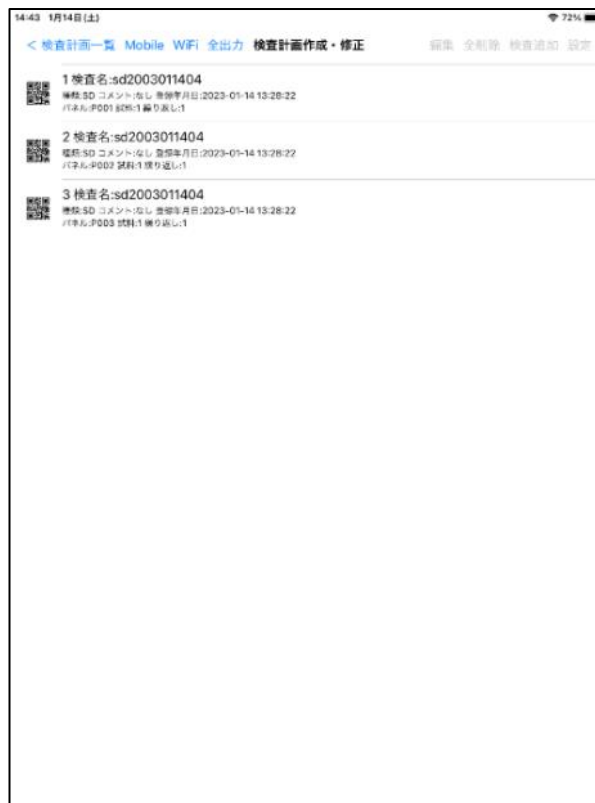 14:43 1月14日(土)
72%
< 検査計画一覧 Mobile WiFi 全出力 検査計画作成・修正 編集 全削除 検査追加 設定
1 検査名:sd2003011404
種類:SD コメント:なし 登録年月日:2023-01-14 13:28:22
パネル:P001 試料:1 繰り返し:1
2 検査名:sd2003011404
種類:SD コメント:なし 登録年月日:2023-01-14 13:28:22
パネル:P002 試料:1 繰り返し:1
3 検査名:sd2003011404
種類:SD コメント:なし 登録年月日:2023-01-14 13:28:22
パネル:P003 試料:1 繰り返し:1